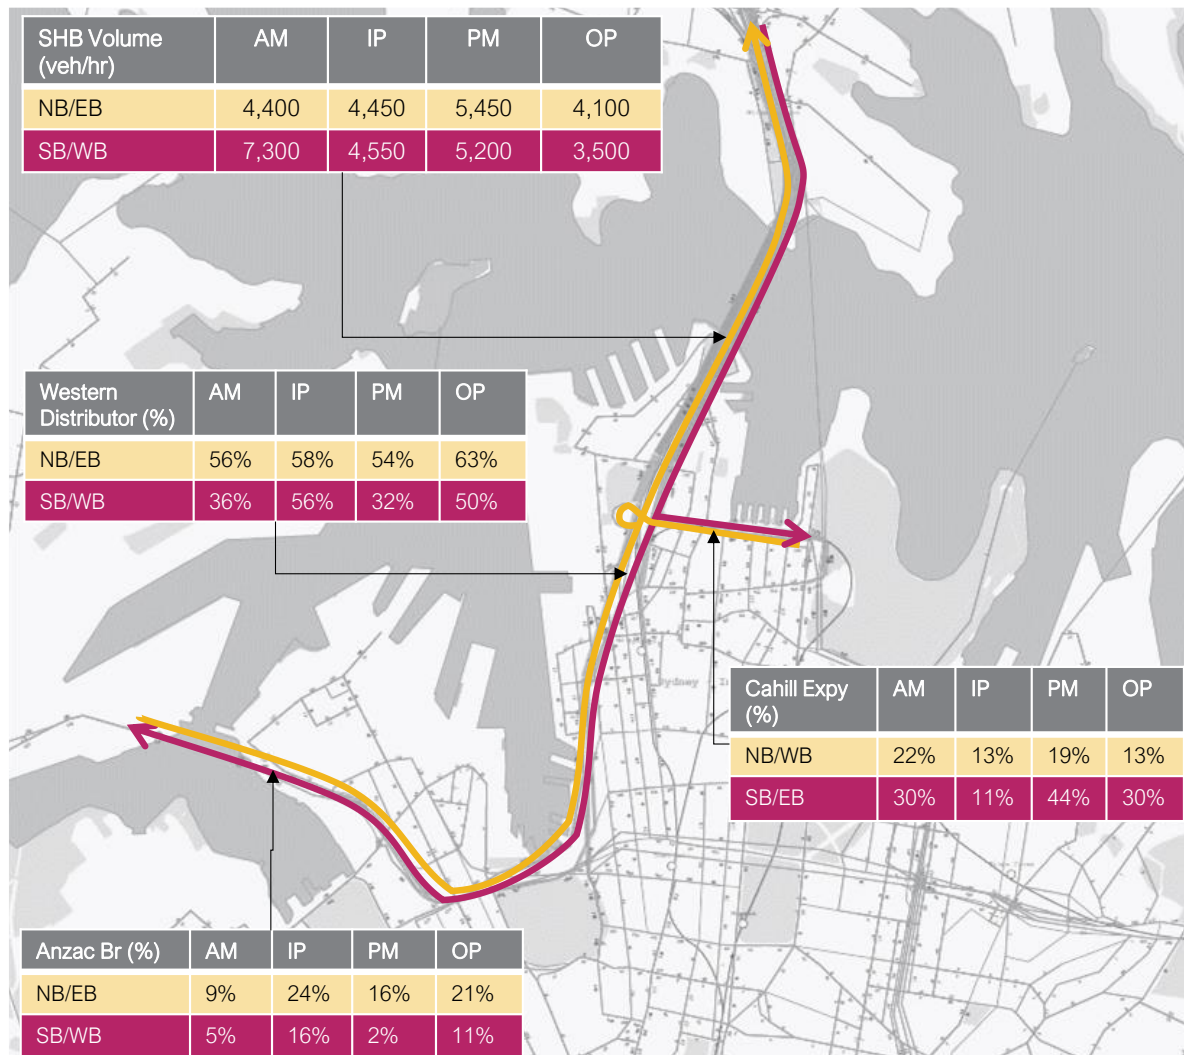 SHB Volume (veh/hr) AM IP PM OP
NB/EB 4,400 4,450 5,450 4,100
SB/WB 7,300 4,550 5,200 3,500
Western Distributor (%) AM IP PM OP
NB/EB 56% 58% 54% 63%
SB/WB 36% 56% 32% 50%
Cahill Expy (%) AM IP PM OP
NB/WB 22% 13% 19% 13%
SB/EB 30% 11% 44% 30%
Anzac Br (%) AM IP PM OP
NB/EB 9% 24% 16% 21%
SB/WB 5% 16% 2% 11%